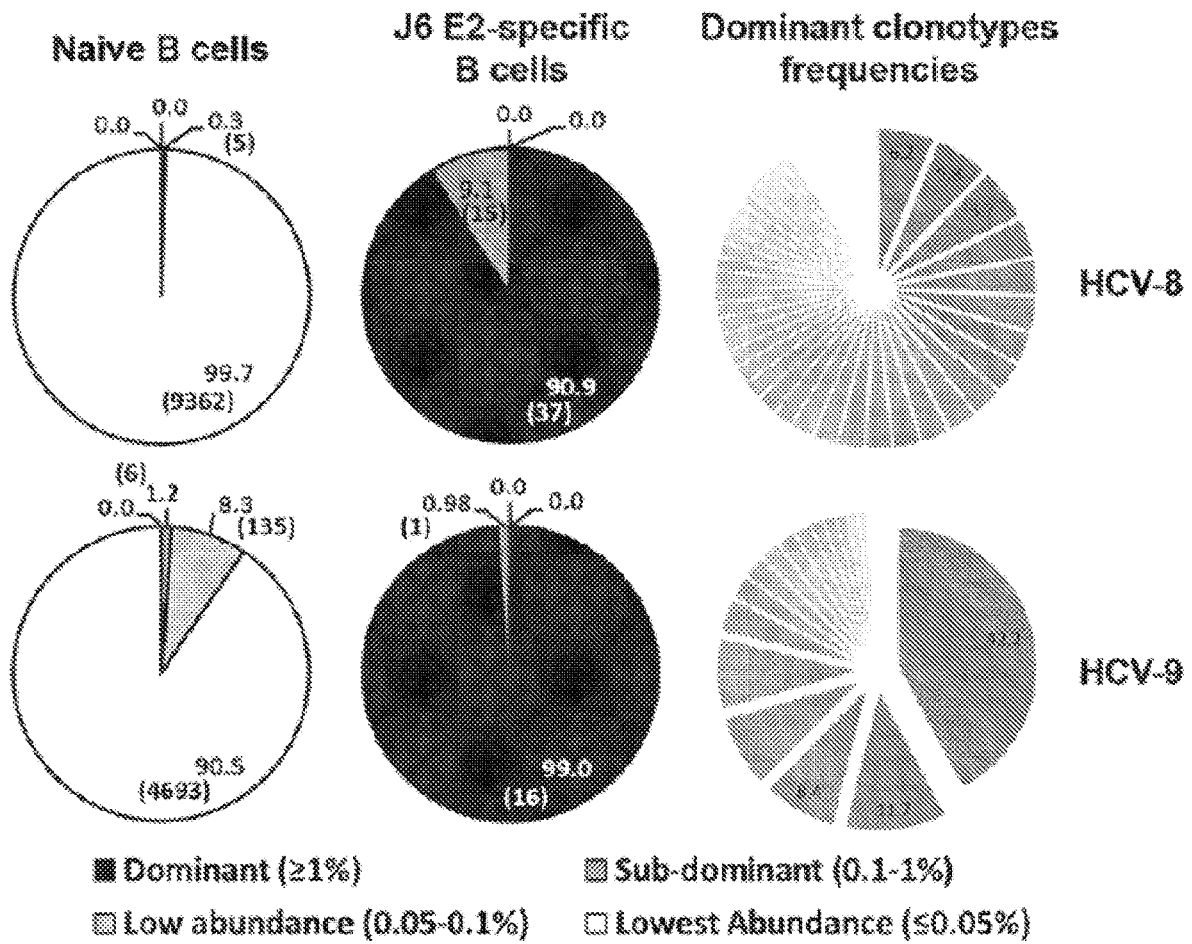 Naive B cells
J6 E2-specific
B cells
Dominant clonotypes
frequencies
0.0
0.0
0.3
(5)
99.7
(9362)
0.0
0.0
9.1
(15)
90.9
(37)
HCV-8
(6)
1.2
0.0
8.3
(135)
90.5
(4693)
0.98
(1)
0.0
0.0
99.0
(16)
HCV-9
Dominant (≥1%)
Sub-dominant (0.1-1%)
Low abundance (0.05-0.1%)
Lowest Abundance (≤0.05%)